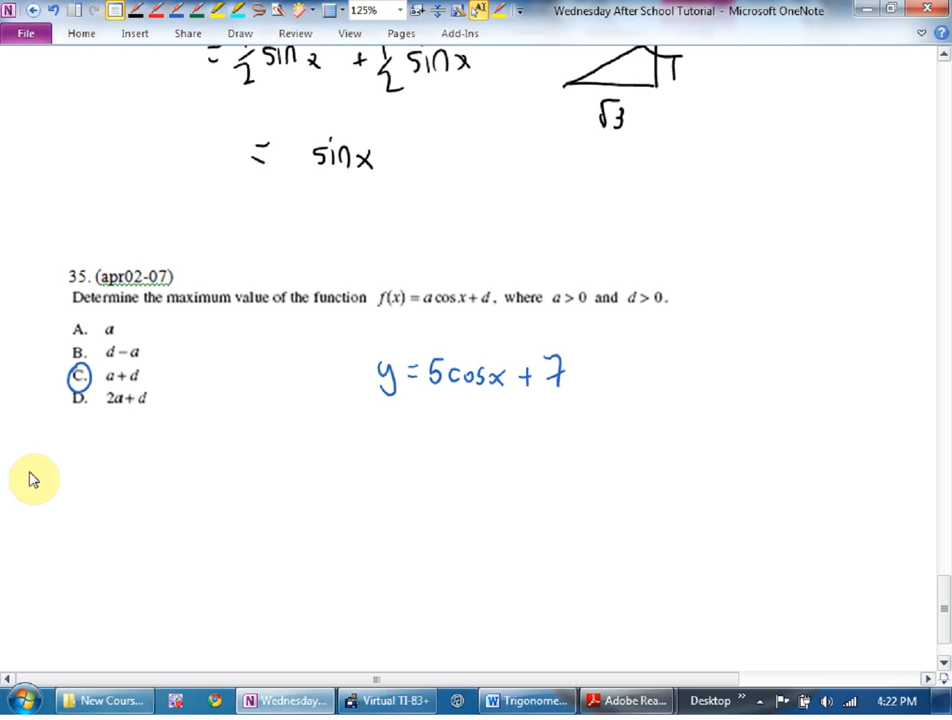 125%
Wednesday After School Tutorial - Microsoft OneNote
File Home Insert Share Draw Review View Pages Add-Ins
= 1/2 sin x + 1/2 sin x
1
√3
= sin x
35. (apr02-07)
Determine the maximum value of the function f(x) = a cos x + d, where a > 0 and d > 0.
A. a
B. d − a
C. a + d
D. 2a + d
y = 5cosx + 7
New Cour... Wednesday... Virtual TI-83+ Trigonome... Adobe Rea... Desktop » 4:22 PM